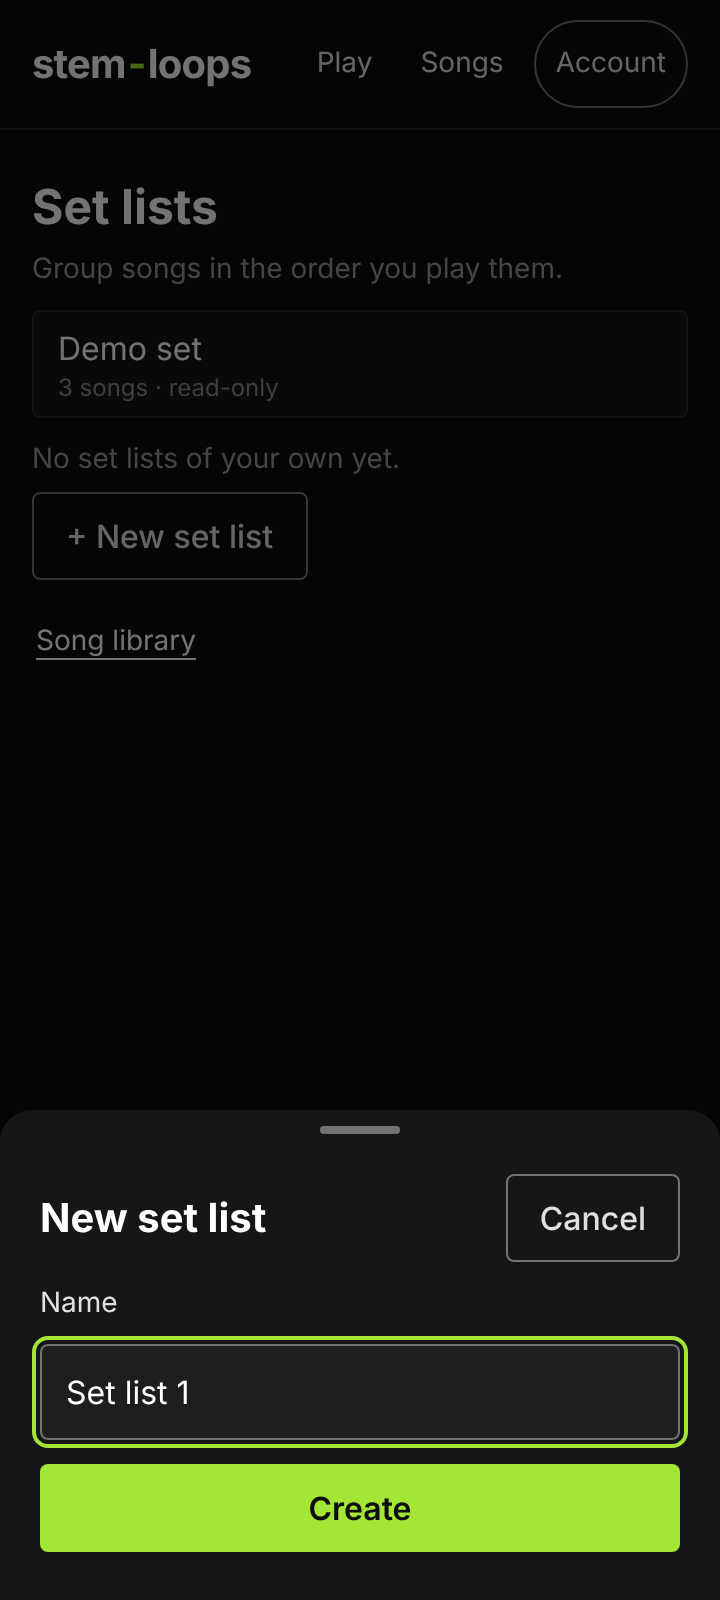 stem-loops Play Songs Account
Set lists
Group songs in the order you play them.
Demo set
3 songs · read-only
No set lists of your own yet.
+ New set list
Song library
New set list Cancel
Name
Set list 1
Create